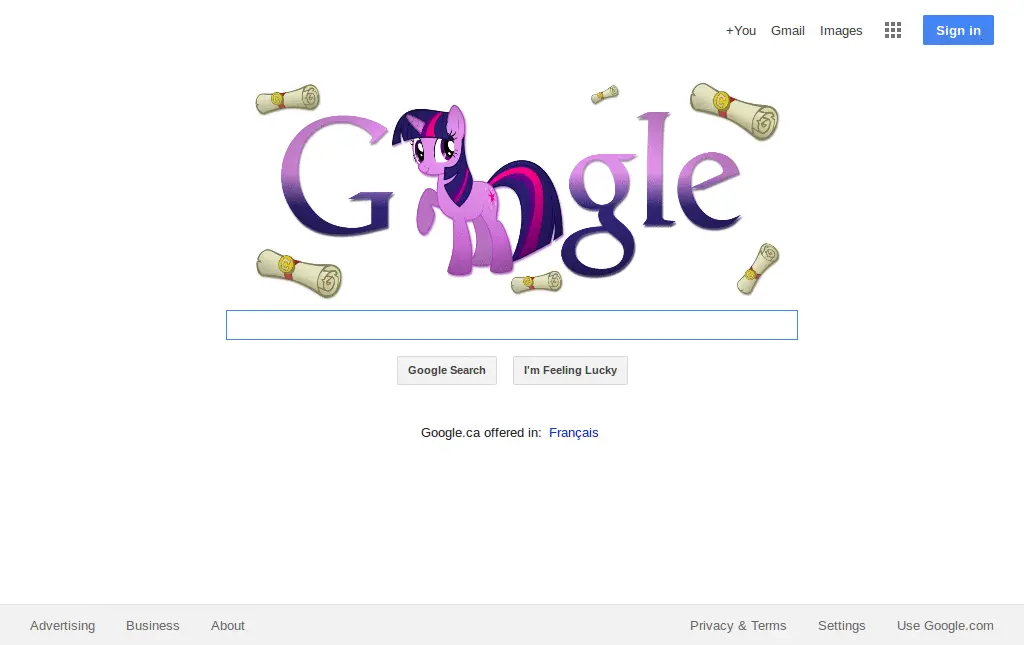 +You Gmail Images Sign in
Google
Google Search I'm Feeling Lucky
Google.ca offered in: Français
Advertising Business About Privacy & Terms Settings Use Google.com